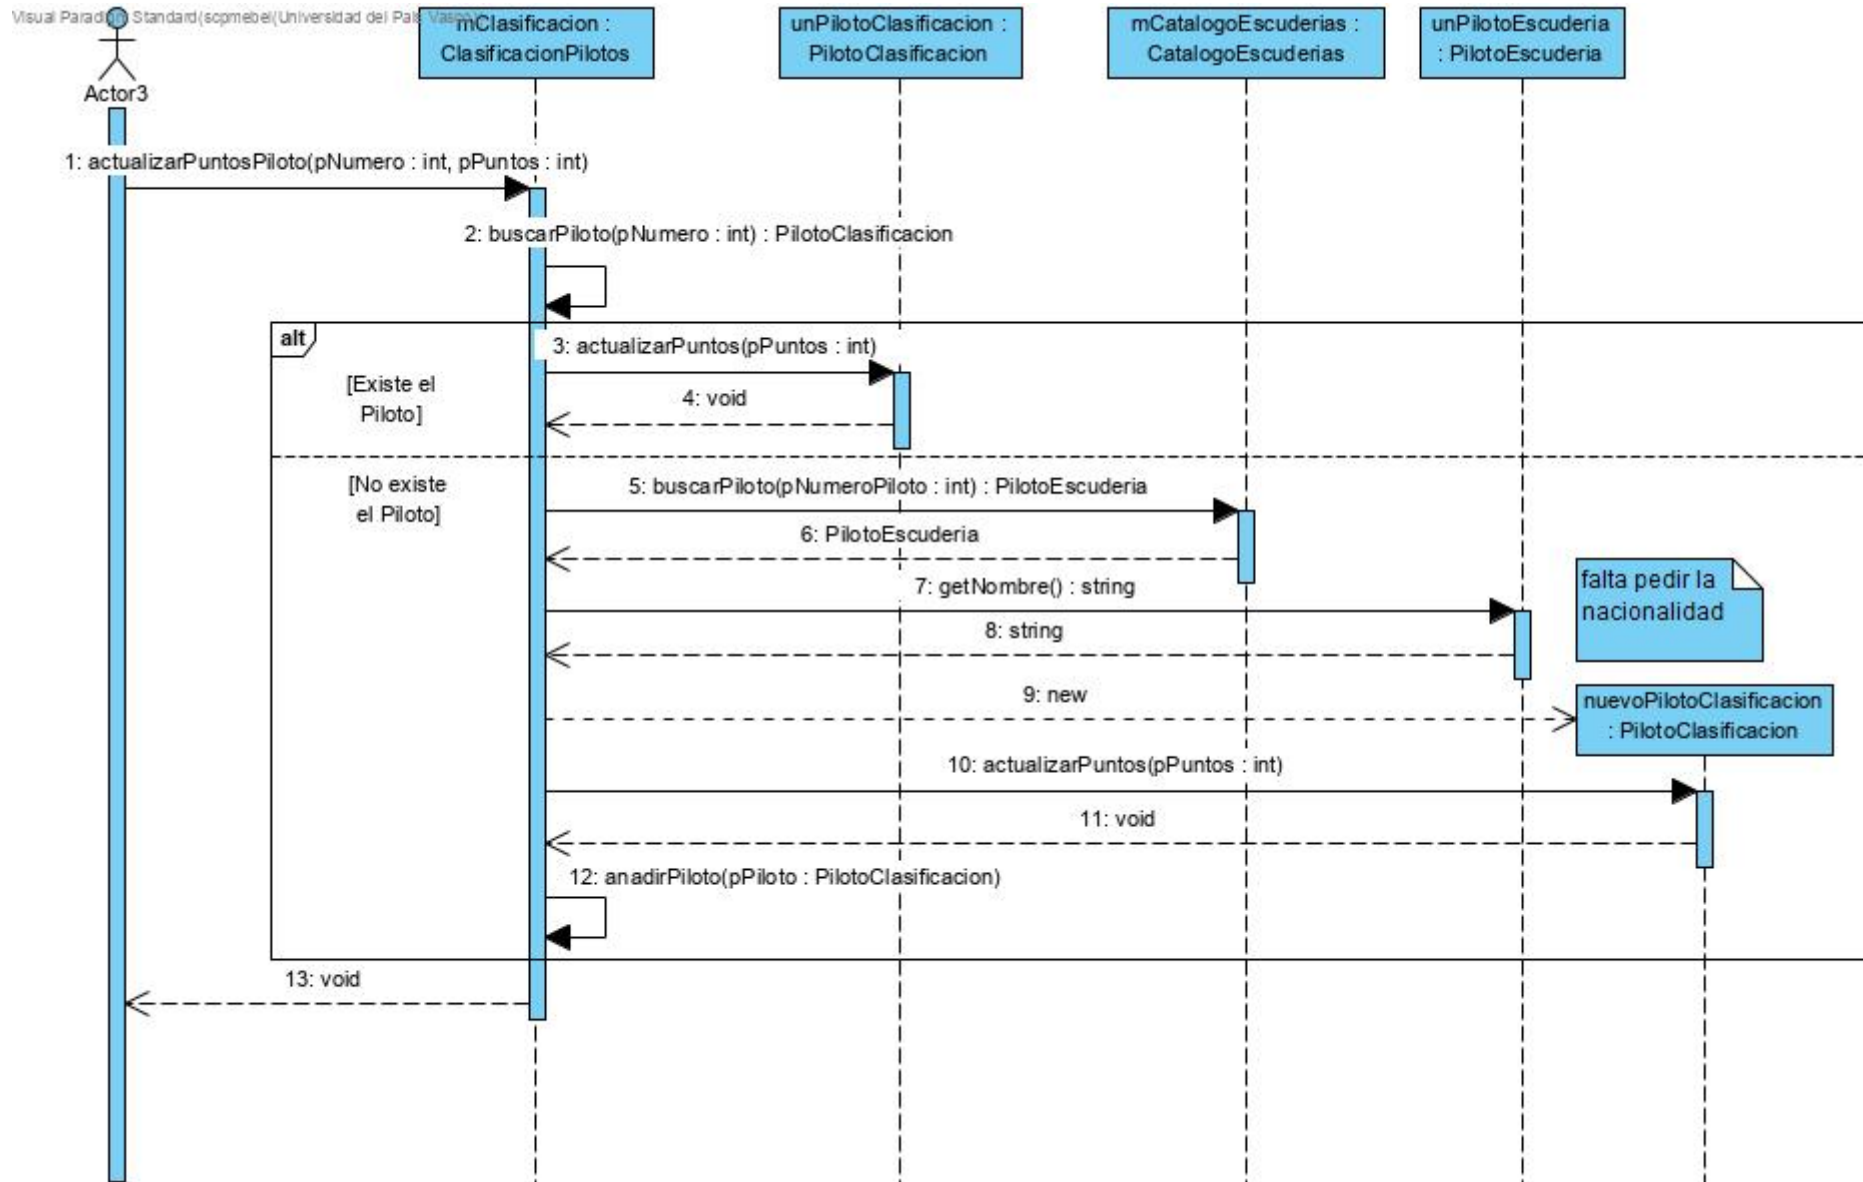 Visual Paradigm Standard(scpmebel(Universidad del País Vasco))
Actor3
mClasificacion :
ClasificacionPilotos
unPilotoClasificacion :
PilotoClasificacion
mCatalogoEscuderias :
CatalogoEscuderias
unPilotoEscuderia
: PilotoEscuderia
1: actualizarPuntosPiloto(pNumero : int, pPuntos : int)
2: buscarPiloto(pNumero : int) : PilotoClasificacion
alt
3: actualizarPuntos(pPuntos : int)
[Existe el
Piloto]
4: void
[No existe
el Piloto]
5: buscarPiloto(pNumeroPiloto : int) : PilotoEscuderia
6: PilotoEscuderia
7: getNombre() : string
falta pedir la
nacionalidad
8: string
9: new
nuevoPilotoClasificacion
: PilotoClasificacion
10: actualizarPuntos(pPuntos : int)
11: void
12: anadirPiloto(pPiloto : PilotoClasificacion)
13: void